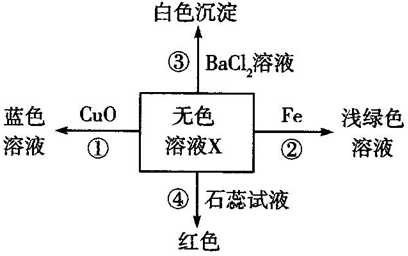 白色沉淀
③ BaCl₂溶液
蓝色 CuO 无色 Fe 浅绿色
溶液 ① 溶液X ② 溶液
④ 石蕊试液
红色